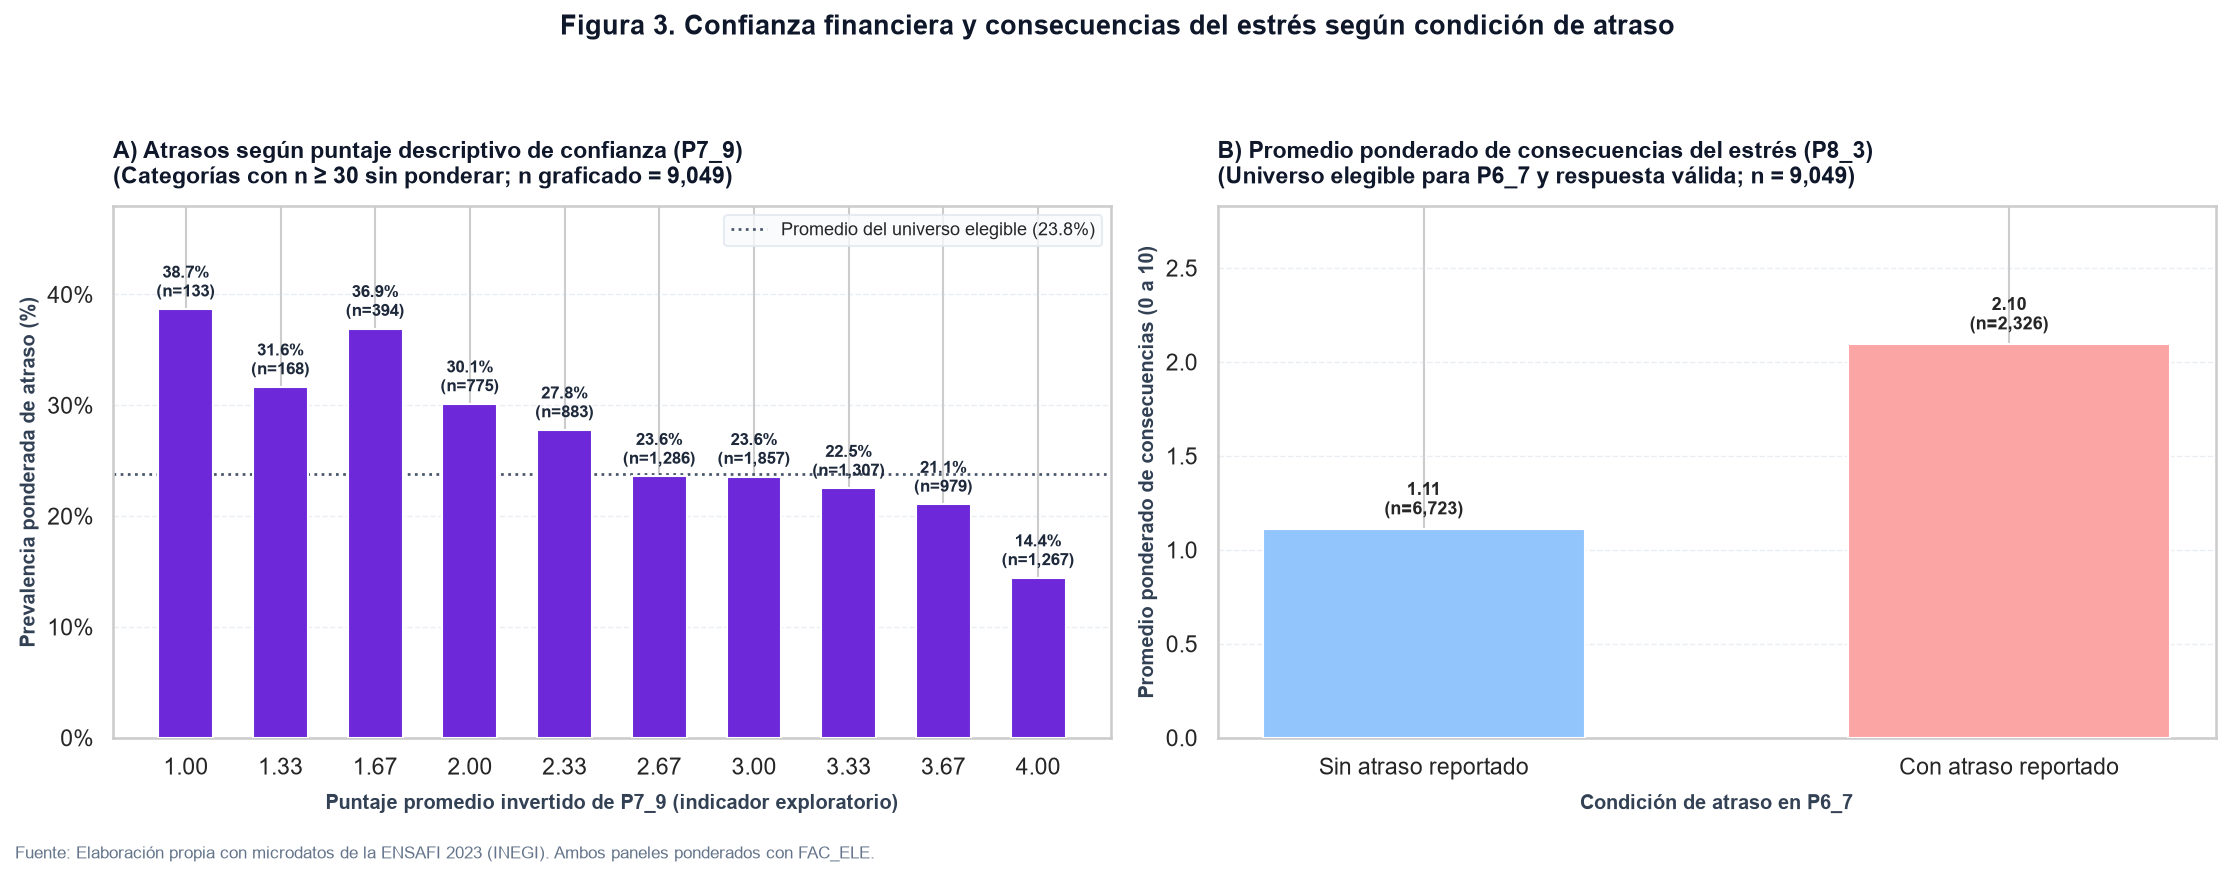 Figura 3. Confianza financiera y consecuencias del estrés según condición de atraso
A) Atrasos según puntaje descriptivo de confianza (P7_9)
(Categorías con n ≥ 30 sin ponderar; n graficado = 9,049)
Promedio del universo elegible (23.8%)
Prevalencia ponderada de atraso (%)
40%
30%
20%
10%
0%
38.7%
(n=133)
31.6%
(n=168)
36.9%
(n=394)
30.1%
(n=775)
27.8%
(n=883)
23.6%
(n=1,286)
23.6%
(n=1,857)
22.5%
(n=1,307)
21.1%
(n=979)
14.4%
(n=1,267)
1.00 1.33 1.67 2.00 2.33 2.67 3.00 3.33 3.67 4.00
Puntaje promedio invertido de P7_9 (indicador exploratorio)
B) Promedio ponderado de consecuencias del estrés (P8_3)
(Universo elegible para P6_7 y respuesta válida; n = 9,049)
Promedio ponderado de consecuencias (0 a 10)
2.5
2.0
1.5
1.0
0.5
0.0
1.11
(n=6,723)
2.10
(n=2,326)
Sin atraso reportado Con atraso reportado
Condición de atraso en P6_7
Fuente: Elaboración propia con microdatos de la ENSAFI 2023 (INEGI). Ambos paneles ponderados con FAC_ELE.